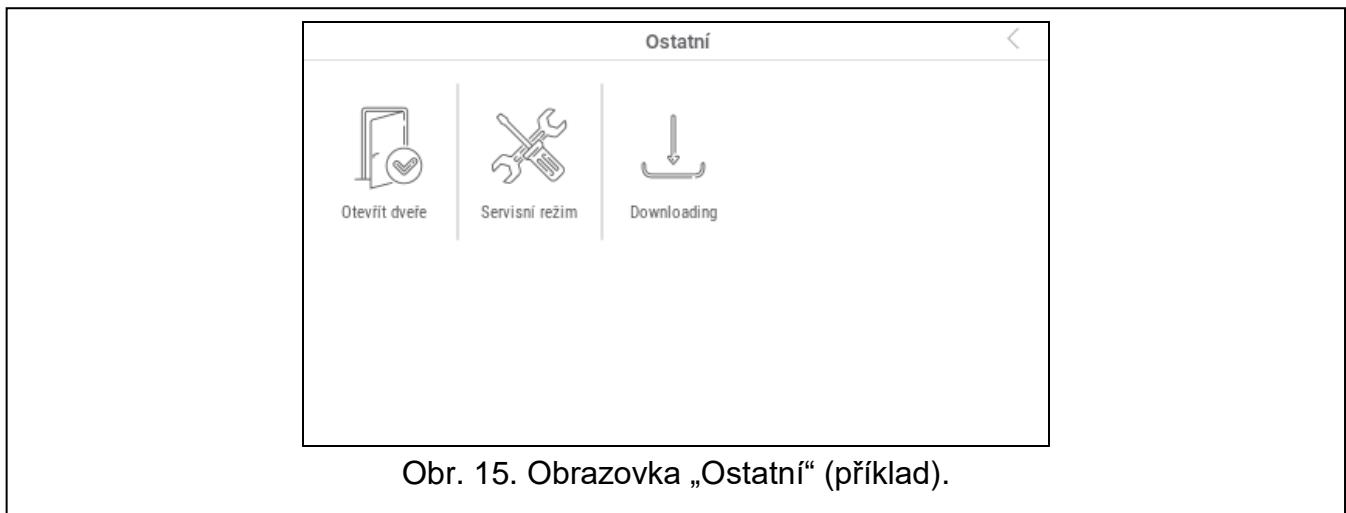 Ostatní
Otevřít dveře
Servisní režim
Downloading
Obr. 15. Obrazovka „Ostatní“ (příklad).